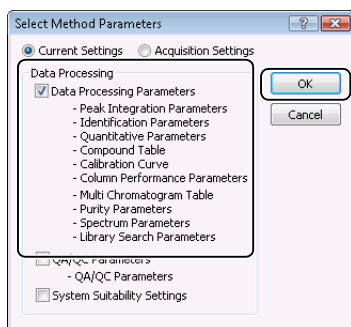 Select Method Parameters
Current Settings Acquisition Settings
Data Processing
Data Processing Parameters
- Peak Integration Parameters
- Identification Parameters
- Quantitative Parameters
- Compound Table
- Calibration Curve
- Column Performance Parameters
- Multi Chromatogram Table
- Purity Parameters
- Spectrum Parameters
- Library Search Parameters
QA/QC Parameters
- QA/QC Parameters
System Suitability Settings
OK
Cancel